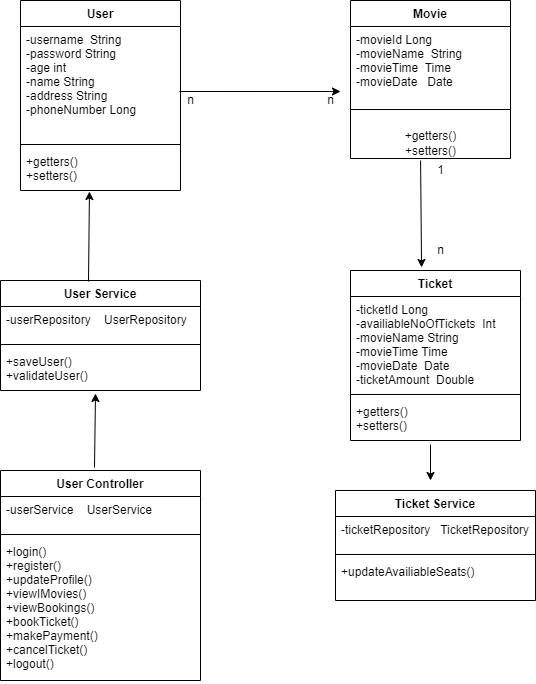 User
-username String
-password String
-age int
-name String
-address String
-phoneNumber Long
+getters()
+setters()
n
n
Movie
-movieId Long
-movieName String
-movieTime Time
-movieDate Date
+getters()
+setters()
1
n
User Service
-userRepository UserRepository
+saveUser()
+validateUser()
Ticket
-ticketId Long
-availiableNoOfTickets Int
-movieName String
-movieTime Time
-movieDate Date
-ticketAmount Double
+getters()
+setters()
User Controller
-userService UserService
+login()
+register()
+updateProfile()
+viewlMovies()
+viewBookings()
+bookTicket()
+makePayment()
+cancelTicket()
+logout()
Ticket Service
-ticketRepository TicketRepository
+updateAvailiableSeats()